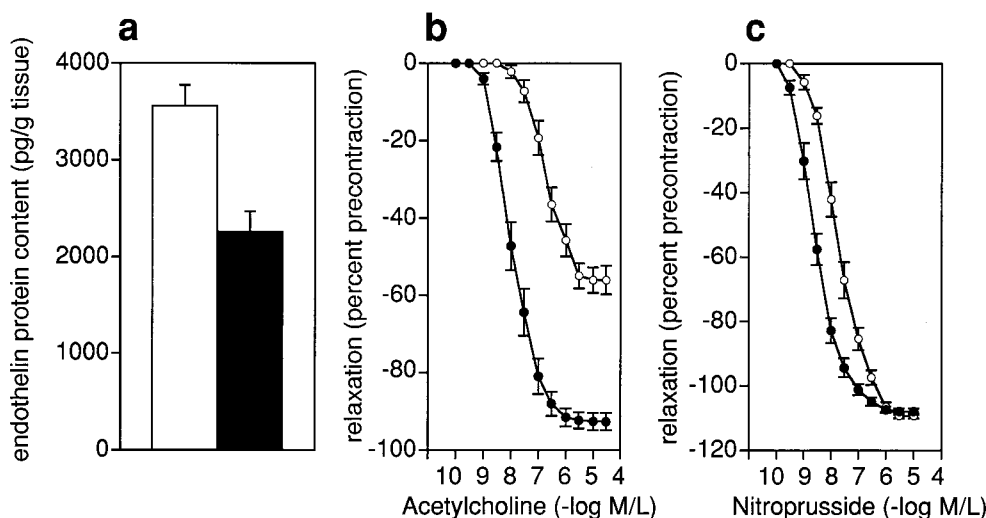 a
endothelin protein content (pg/g tissue)
4000
3000
2000
1000
0
b
relaxation (percent precontraction)
0
-20
-40
-60
-80
-100
10 9 8 7 6 5 4
Acetylcholine (-log M/L)
c
relaxation (percent precontraction)
0
-20
-40
-60
-80
-100
-120
10 9 8 7 6 5 4
Nitroprusside (-log M/L)